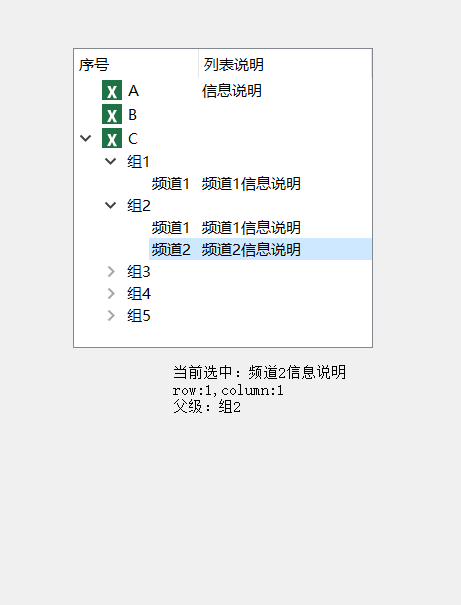 序号 列表说明
A 信息说明
B
C
组1
频道1 频道1信息说明
组2
频道1 频道1信息说明
频道2 频道2信息说明
组3
组4
组5
当前选中：频道2信息说明
row:1,column:1
父级：组2